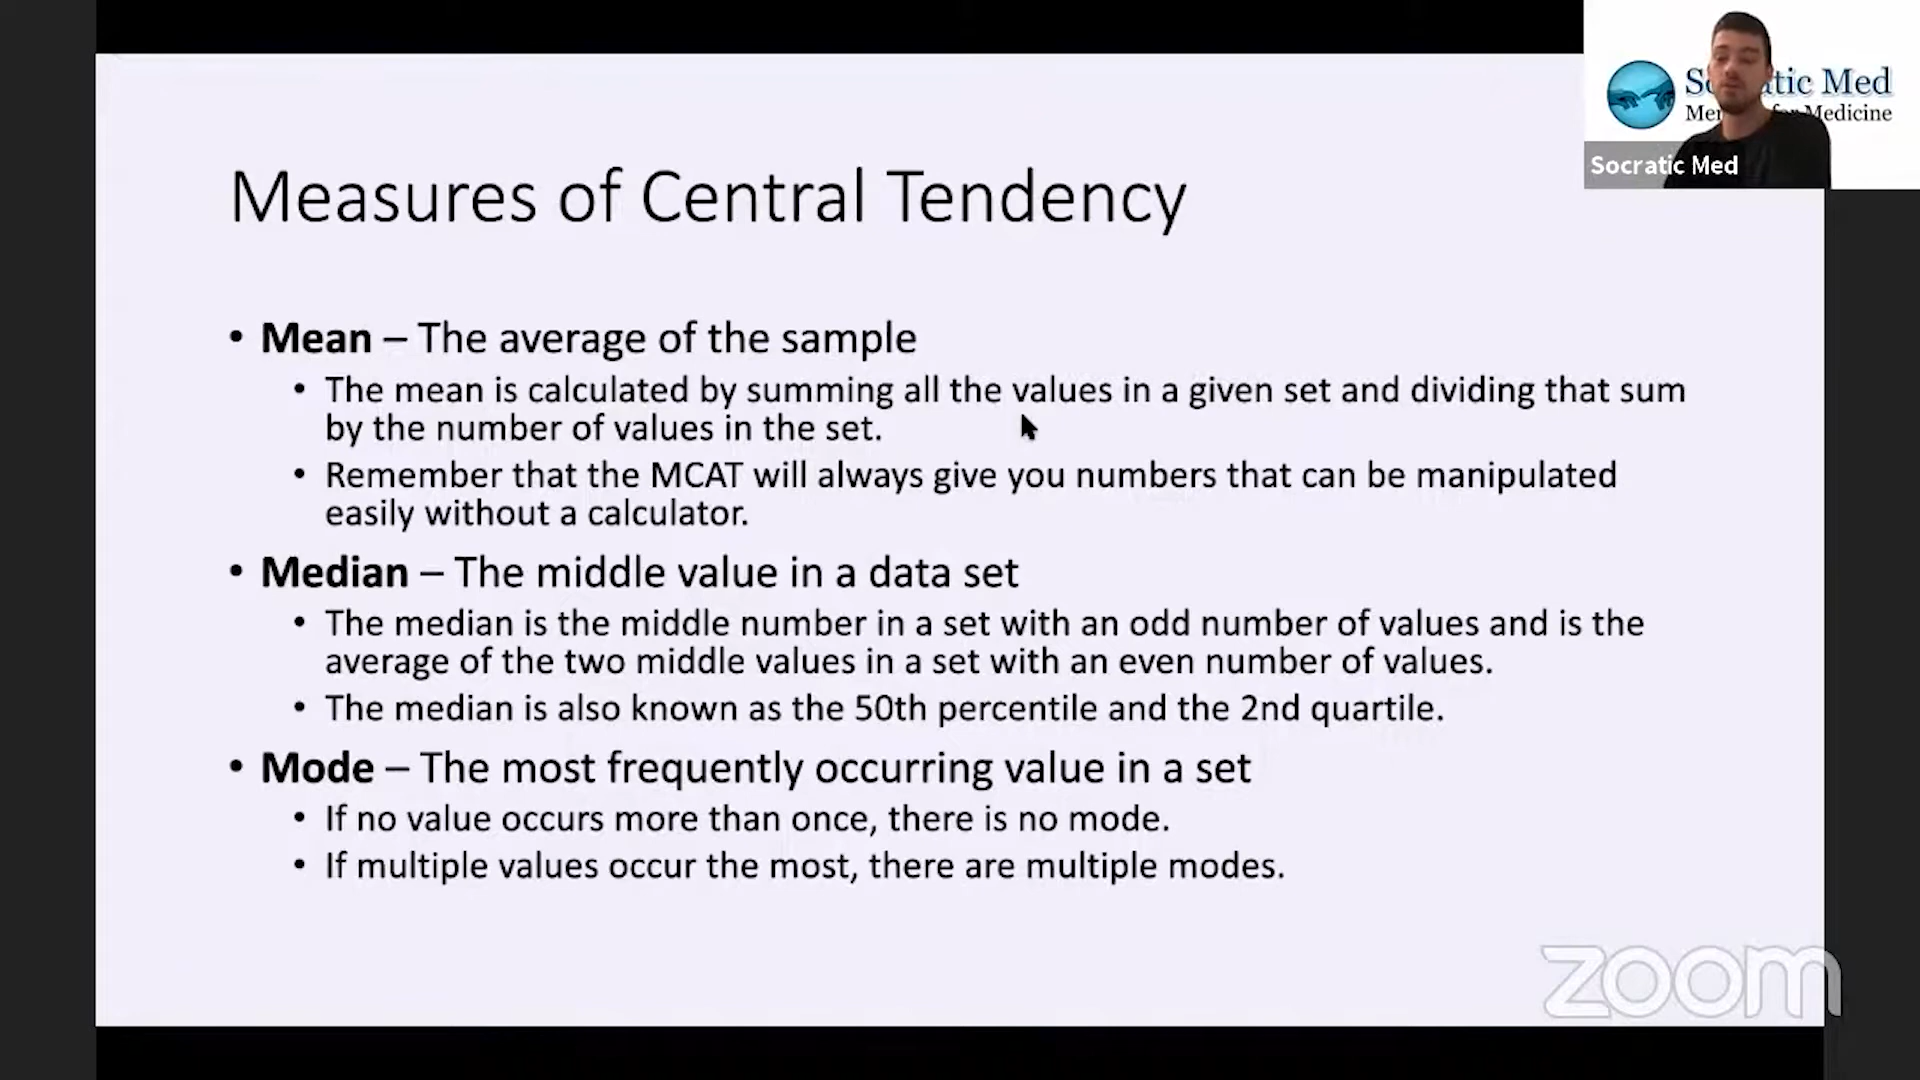 Socratic Med
Measures of Central Tendency
• Mean – The average of the sample
• The mean is calculated by summing all the values in a given set and dividing that sum
by the number of values in the set.
• Remember that the MCAT will always give you numbers that can be manipulated
easily without a calculator.
• Median – The middle value in a data set
• The median is the middle number in a set with an odd number of values and is the
average of the two middle values in a set with an even number of values.
• The median is also known as the 50th percentile and the 2nd quartile.
• Mode – The most frequently occurring value in a set
• If no value occurs more than once, there is no mode.
• If multiple values occur the most, there are multiple modes.
zoom